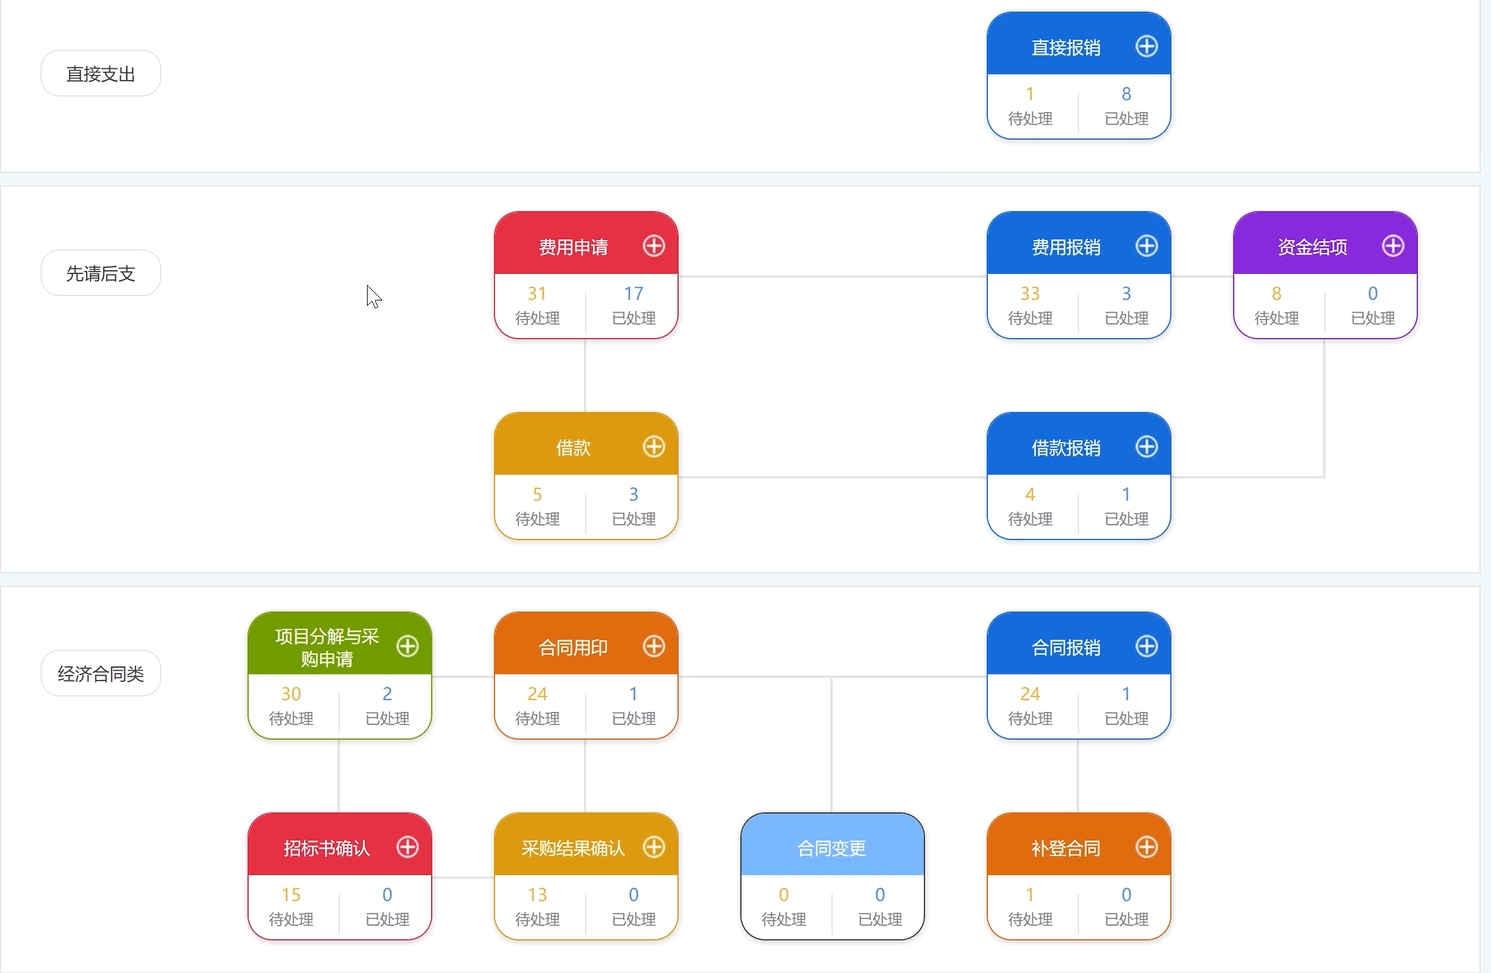 直接支出
直接报销
1 8
待处理 已处理
先请后支
费用申请
31 17
待处理 已处理
费用报销
33 3
待处理 已处理
资金结项
8 0
待处理 已处理
借款
5 3
待处理 已处理
借款报销
4 1
待处理 已处理
经济合同类
项目分解与采
购申请
30 2
待处理 已处理
合同用印
24 1
待处理 已处理
合同报销
24 1
待处理 已处理
招标书确认
15 0
待处理 已处理
采购结果确认
13 0
待处理 已处理
合同变更
0 0
待处理 已处理
补登合同
1 0
待处理 已处理